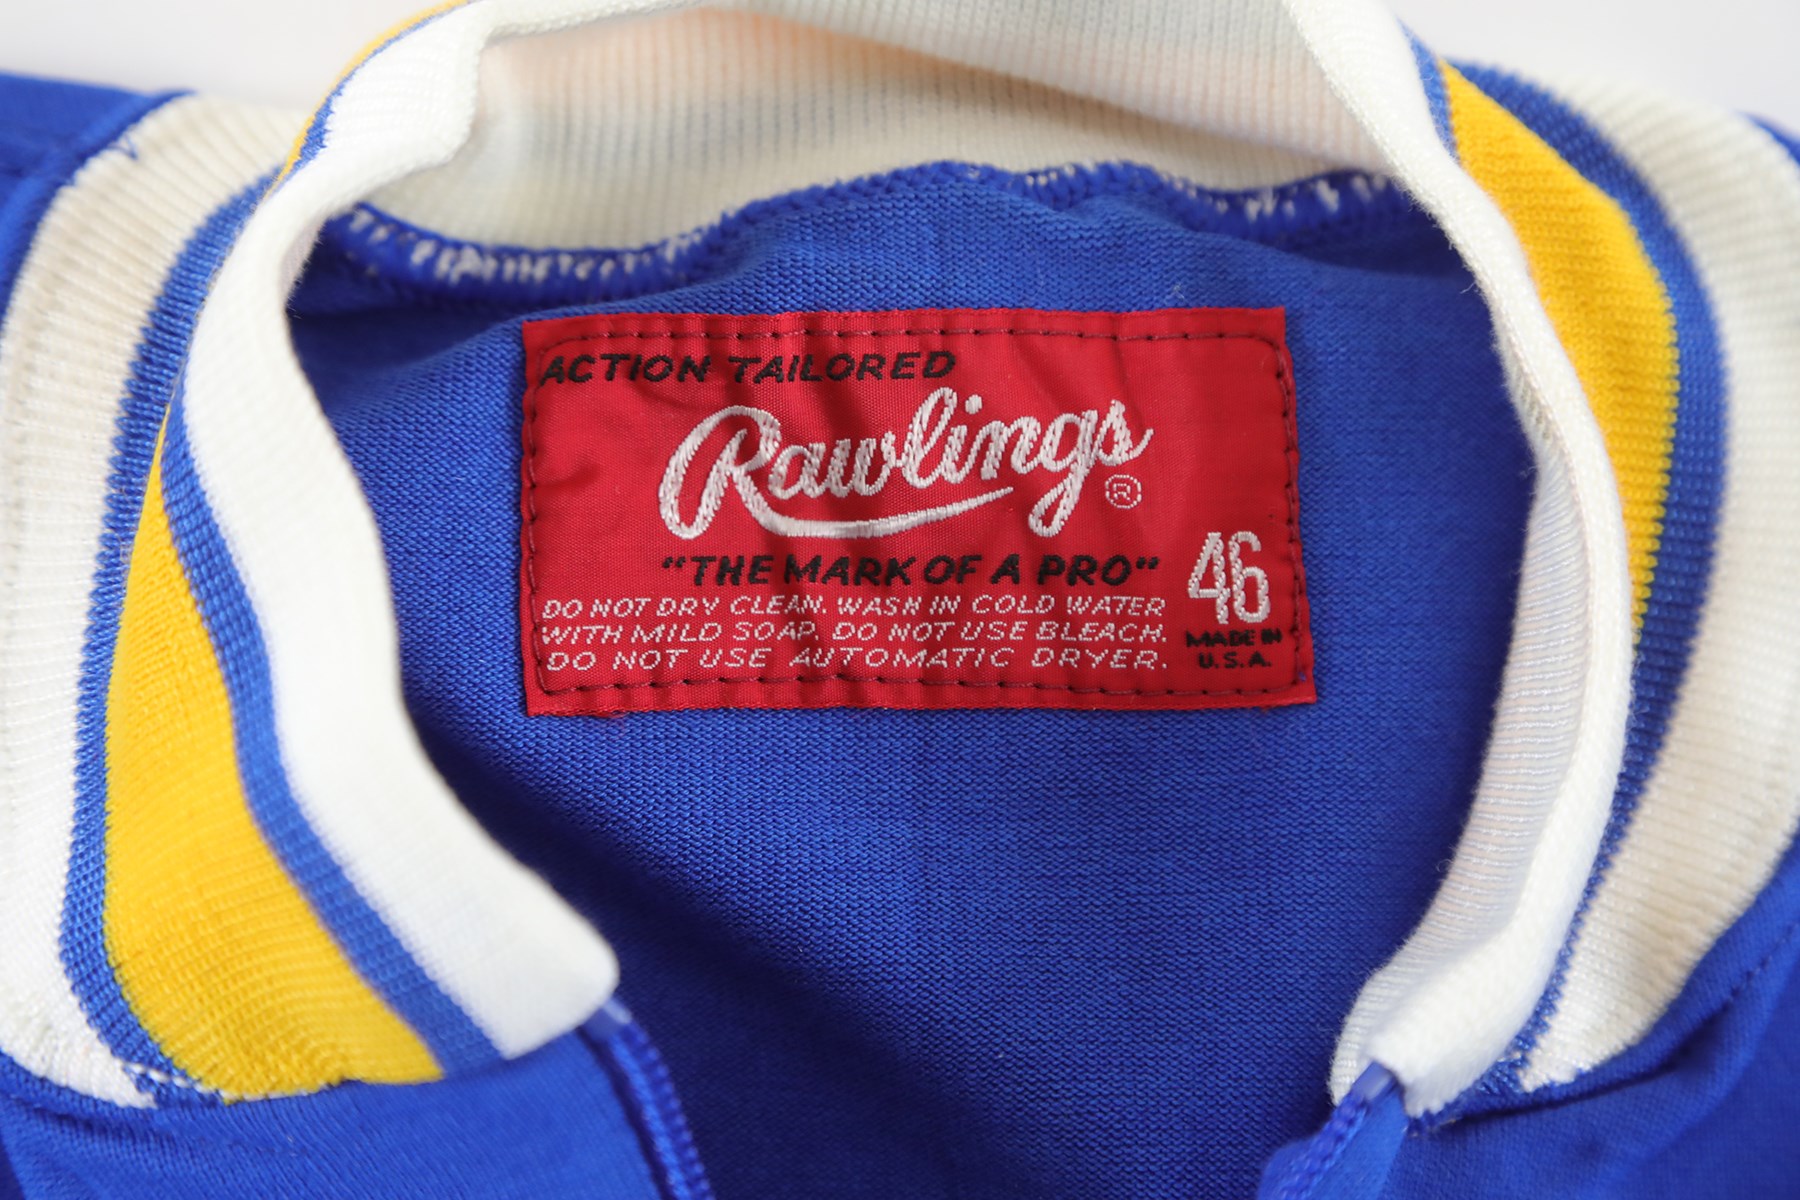 ACTION TAILORED
Rawlings ®
"THE MARK OF A PRO"
DO NOT DRY CLEAN. WASH IN COLD WATER
WITH MILD SOAP. DO NOT USE BLEACH.
DO NOT USE AUTOMATIC DRYER.
46
MADE IN
U.S.A.